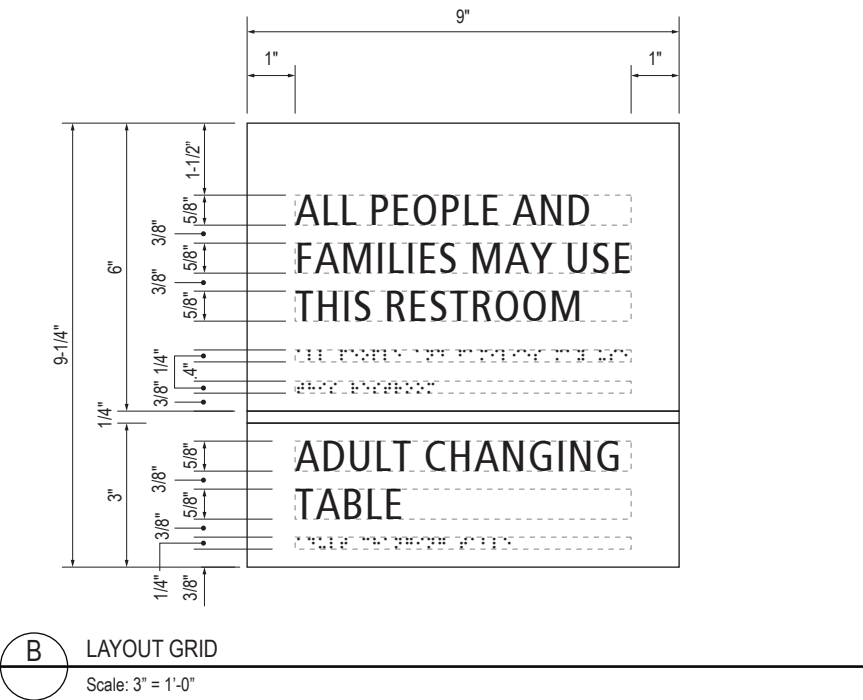 9"
1"
1"
1-1/2"
5/8"
3/8"
5/8"
3/8"
5/8"
1/4"
.4"
3/8"
6"
9-1/4"
1/4"
ALL PEOPLE AND
FAMILIES MAY USE
THIS RESTROOM
5/8"
3/8"
5/8"
3/8"
1/4"
3/8"
3"
ADULT CHANGING
TABLE
B
LAYOUT GRID
Scale: 3” = 1’-0”